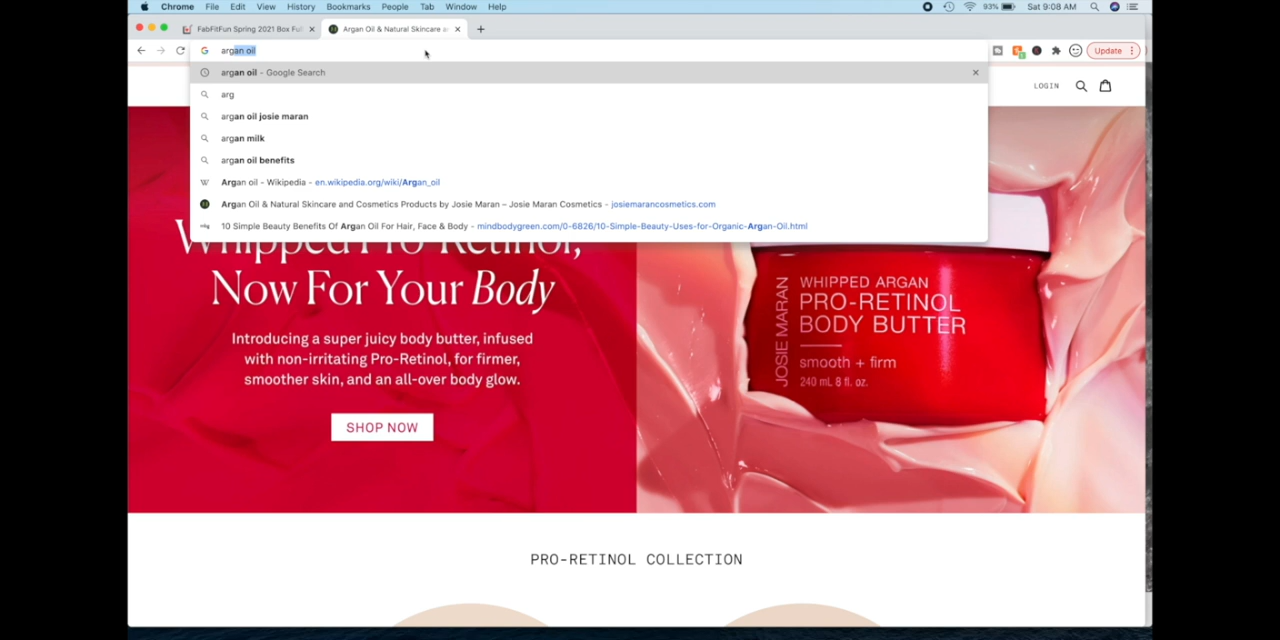 Chrome File Edit View History Bookmarks People Tab Window Help 93% Sat 9:08 AM
FabFitFun Spring 2021 Box Ful Argan Oil & Natural Skincare a
argan oil Update
argan oil - Google Search
arg
argan oil josie maran
argan milk
argan oil benefits
Argan oil - Wikipedia - en.wikipedia.org/wiki/Argan_oil
Argan Oil & Natural Skincare and Cosmetics Products by Josie Maran – Josie Maran Cosmetics - josiemarancosmetics.com
10 Simple Beauty Benefits Of Argan Oil For Hair, Face & Body - mindbodygreen.com/0-6826/10-Simple-Beauty-Uses-for-Organic-Argan-Oil.html
LOGIN
Whipped Pro-Retinol,
Now For Your Body
Introducing a super juicy body butter, infused
with non-irritating Pro-Retinol, for firmer,
smoother skin, and an all-over body glow.
SHOP NOW
JOSIE MARAN
WHIPPED ARGAN
PRO-RETINOL
BODY BUTTER
smooth + firm
240 mL 8 fl. oz.
PRO-RETINOL COLLECTION